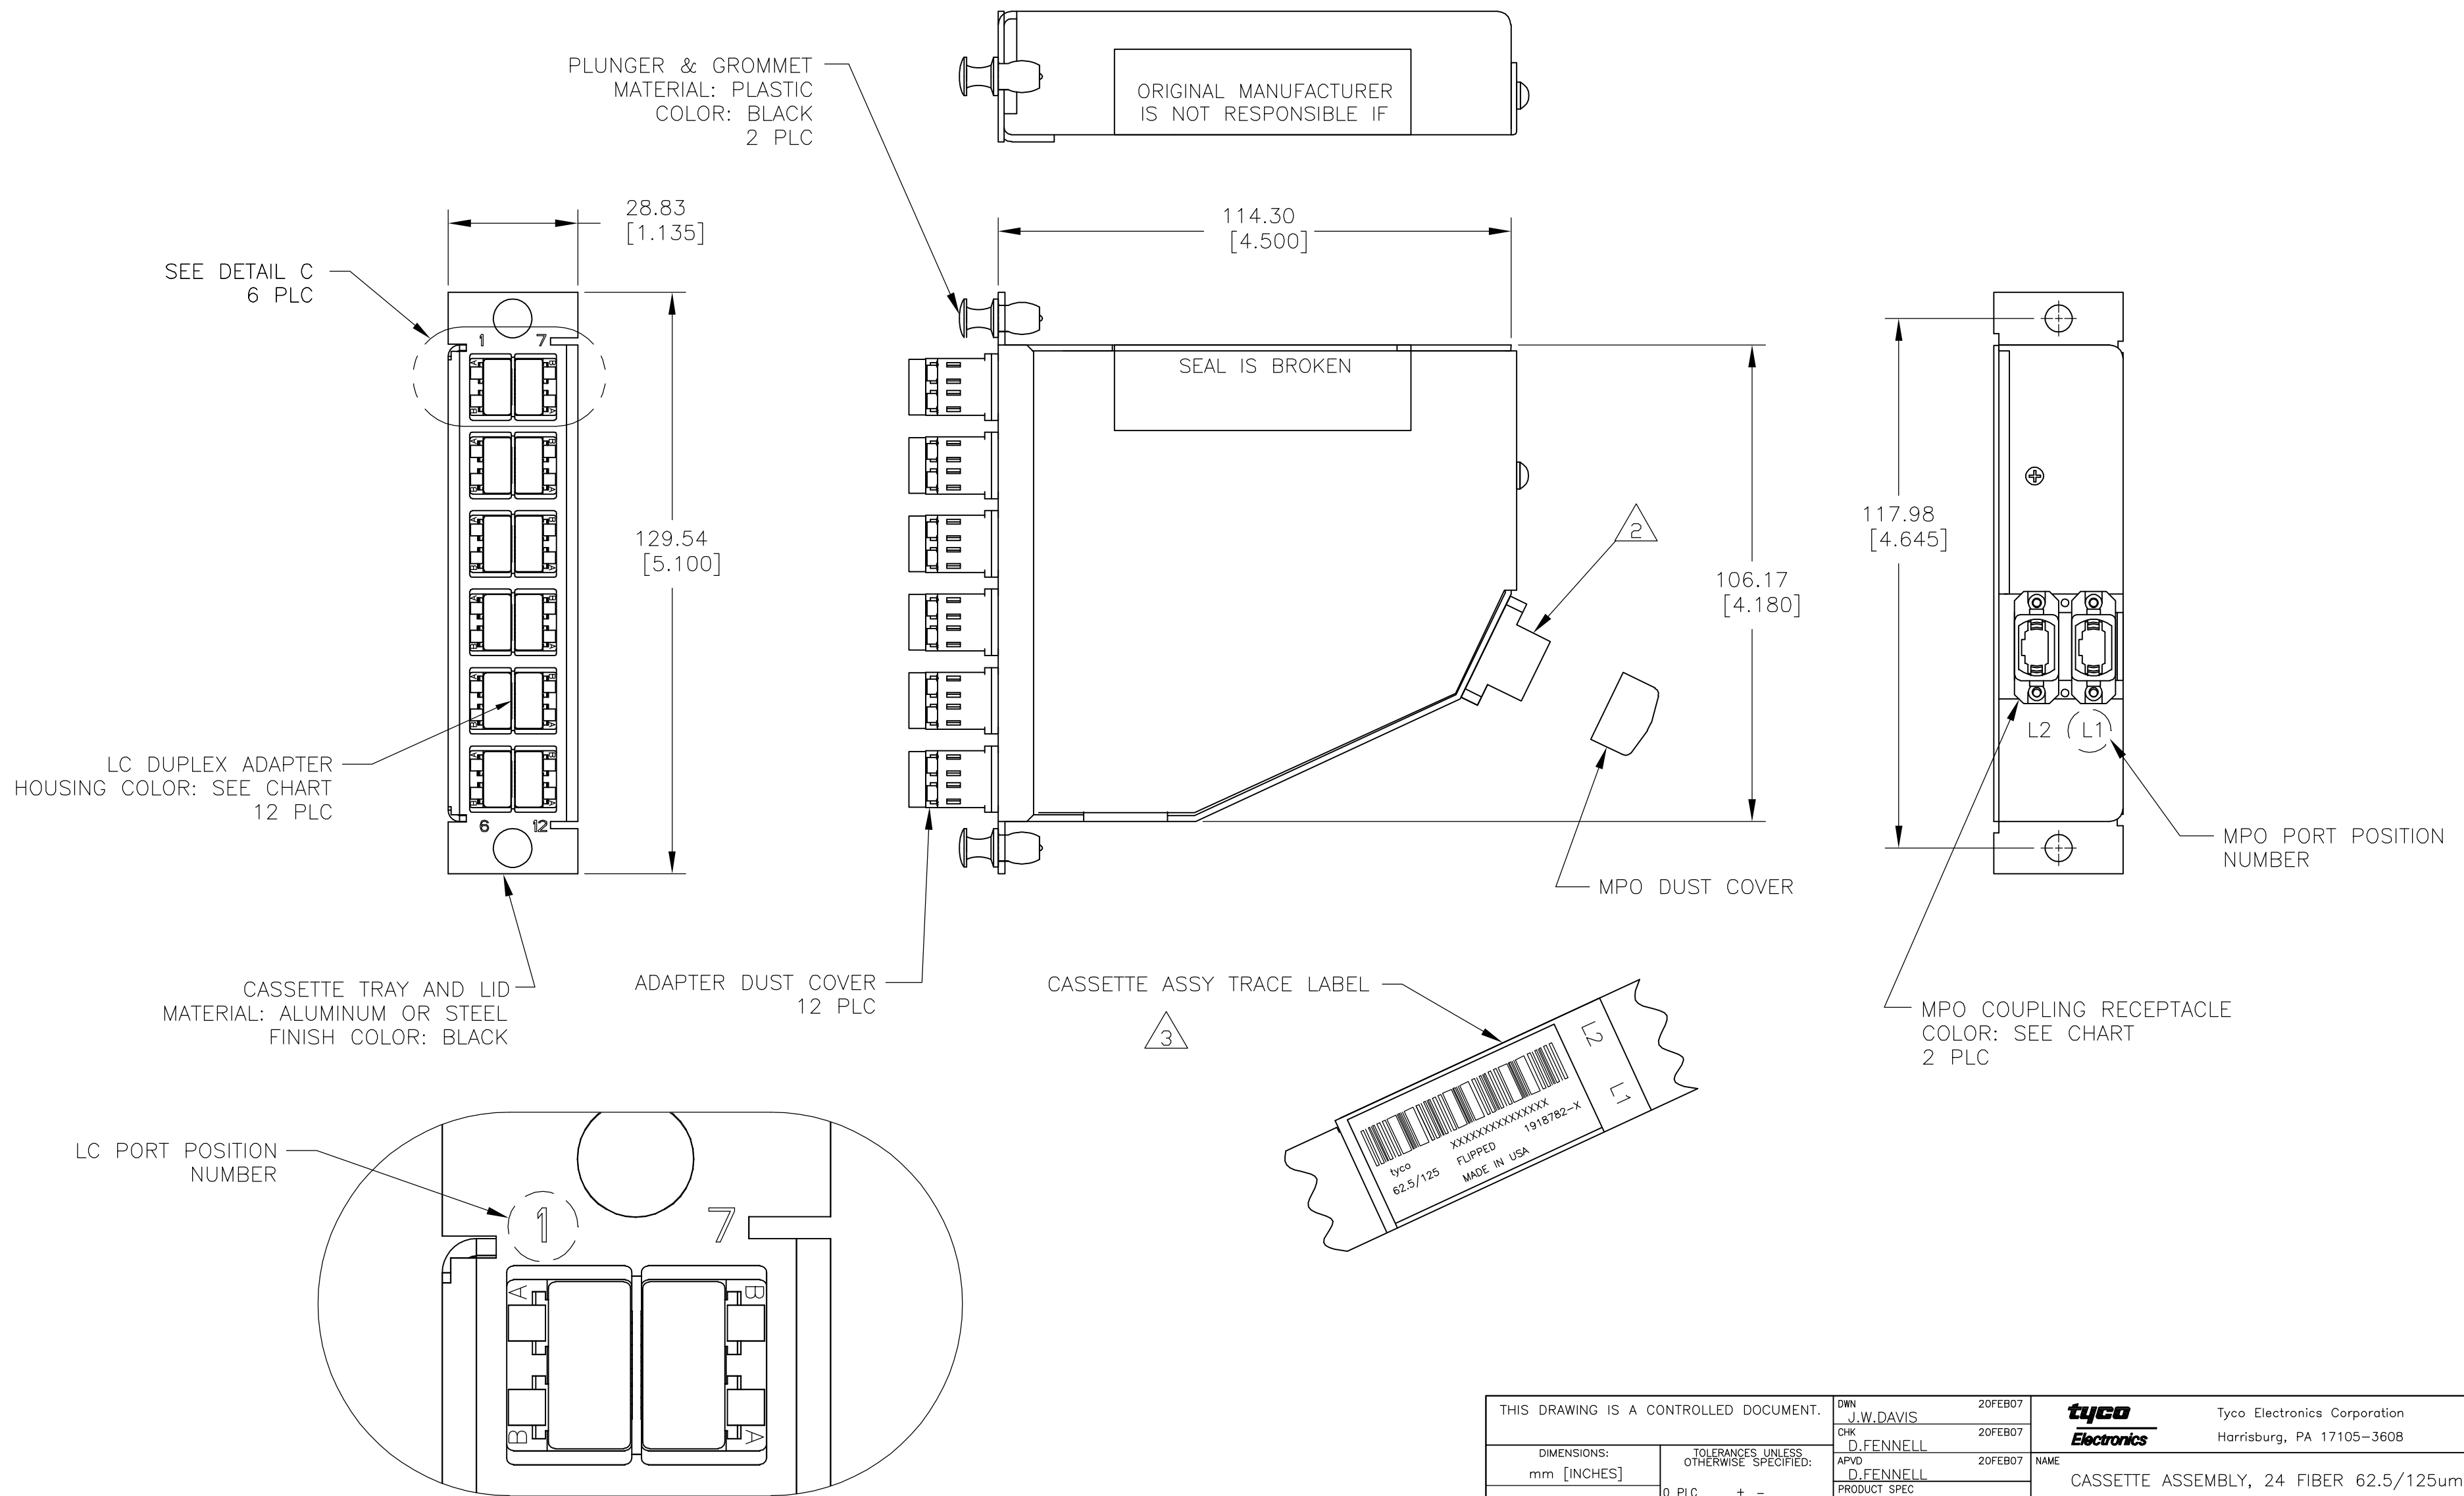 PLUNGER & GROMMET
MATERIAL: PLASTIC
COLOR: BLACK
2 PLC
ORIGINAL MANUFACTURER
IS NOT RESPONSIBLE IF
28.83
[1.135]
114.30
[4.500]
SEE DETAIL C
6 PLC
1 7
A B
B A
A B
B A
A B
B A
A B
B A
A B
B A
A B
B A
6 12
SEAL IS BROKEN
129.54
[5.100]
2
106.17
[4.180]
117.98
[4.645]
L2 L1
LC DUPLEX ADAPTER
HOUSING COLOR: SEE CHART
12 PLC
MPO PORT POSITION
NUMBER
MPO DUST COVER
CASSETTE TRAY AND LID
MATERIAL: ALUMINUM OR STEEL
FINISH COLOR: BLACK
ADAPTER DUST COVER
12 PLC
CASSETTE ASSY TRACE LABEL
3
MPO COUPLING RECEPTACLE
COLOR: SEE CHART
2 PLC
L2
L1
XXXXXXXXXXXXXXX
tyco FLIPPED 1918782-X
62.5/125 MADE IN USA
LC PORT POSITION
NUMBER
1 7
A B
B A
THIS DRAWING IS A CONTROLLED DOCUMENT.
DWN 20FEB07
J.W.DAVIS
CHK 20FEB07
D.FENNELL
APVD 20FEB07
D.FENNELL
PRODUCT SPEC
tyco
Electronics
Tyco Electronics Corporation
Harrisburg, PA 17105-3608
DIMENSIONS:
mm [INCHES]
TOLERANCES UNLESS
OTHERWISE SPECIFIED:
0 PLC + -
NAME
CASSETTE ASSEMBLY, 24 FIBER 62.5/125um